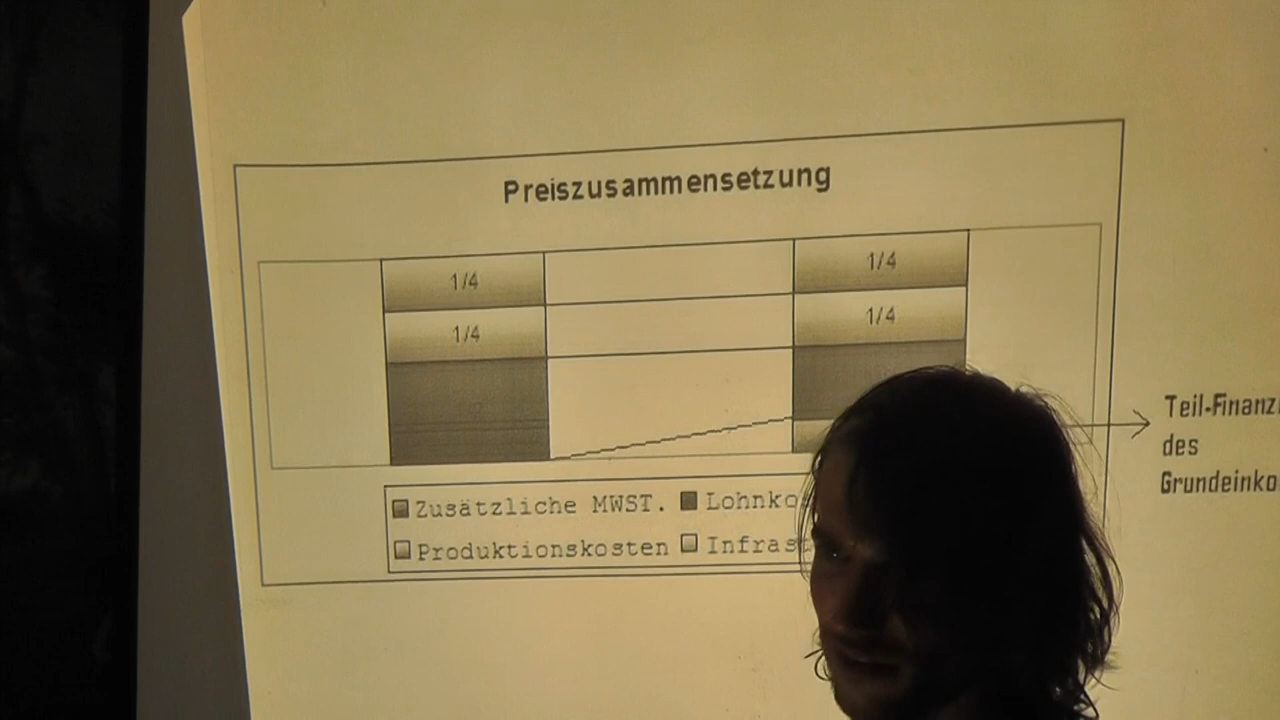 Preiszusammensetzung
1/4
1/4
1/4
1/4
Teil-Finanz
des
Grundeinko
Zusätzliche MWST. Lohnko
Produktionskosten Infras